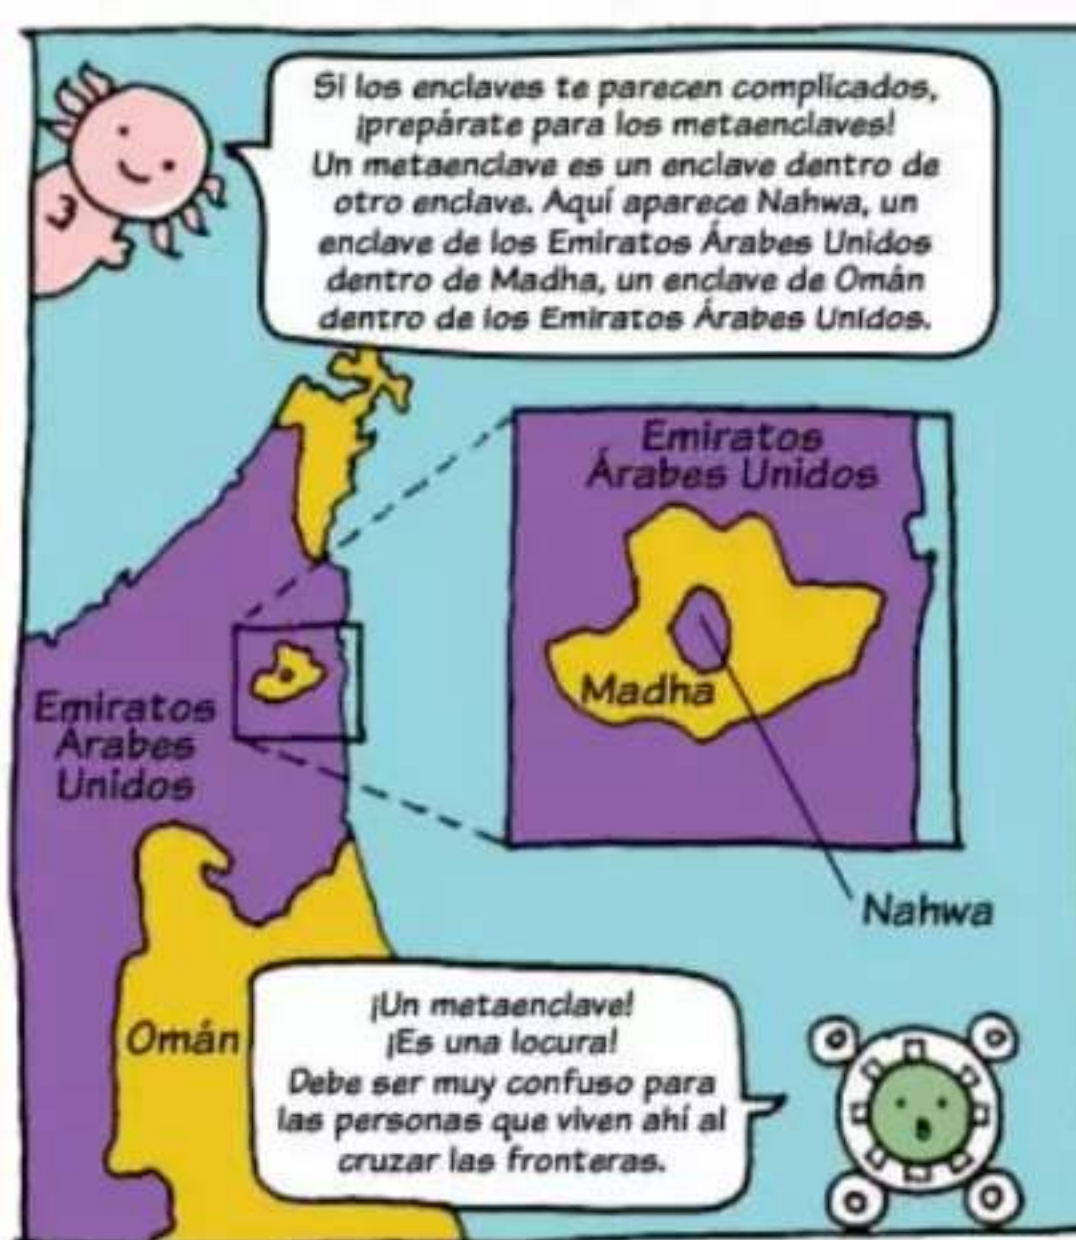 Si los enclaves te parecen complicados,
¡prepárate para los metaenclaves!
Un metaenclave es un enclave dentro de
otro enclave. Aquí aparece Nahwa, un
enclave de los Emiratos Árabes Unidos
dentro de Madha, un enclave de Omán
dentro de los Emiratos Árabes Unidos.
Emiratos
Árabes Unidos
Madha
Emiratos
Árabes
Unidos
Nahwa
Omán
¡Un metaenclave!
¡Es una locura!
Debe ser muy confuso para
las personas que viven ahí al
cruzar las fronteras.